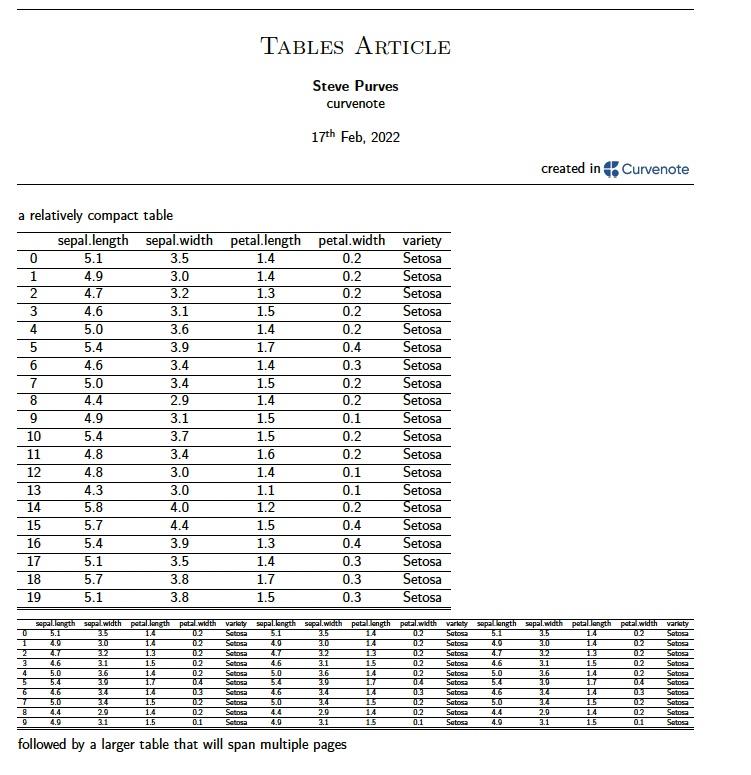 TABLES ARTICLE
Steve Purves
curvenote
17th Feb, 2022
created in Curvenote
a relatively compact table
sepal.length sepal.width petal.length petal.width variety
0 5.1 3.5 1.4 0.2 Setosa
1 4.9 3.0 1.4 0.2 Setosa
2 4.7 3.2 1.3 0.2 Setosa
3 4.6 3.1 1.5 0.2 Setosa
4 5.0 3.6 1.4 0.2 Setosa
5 5.4 3.9 1.7 0.4 Setosa
6 4.6 3.4 1.4 0.3 Setosa
7 5.0 3.4 1.5 0.2 Setosa
8 4.4 2.9 1.4 0.2 Setosa
9 4.9 3.1 1.5 0.1 Setosa
10 5.4 3.7 1.5 0.2 Setosa
11 4.8 3.4 1.6 0.2 Setosa
12 4.8 3.0 1.4 0.1 Setosa
13 4.3 3.0 1.1 0.1 Setosa
14 5.8 4.0 1.2 0.2 Setosa
15 5.7 4.4 1.5 0.4 Setosa
16 5.4 3.9 1.3 0.4 Setosa
17 5.1 3.5 1.4 0.3 Setosa
18 5.7 3.8 1.7 0.3 Setosa
19 5.1 3.8 1.5 0.3 Setosa
sepal.length sepal.width petal.length petal.width variety sepal.length sepal.width petal.length petal.width variety sepal.length sepal.width petal.length petal.width variety
0 5.1 3.5 1.4 0.2 Setosa 5.1 3.5 1.4 0.2 Setosa 5.1 3.5 1.4 0.2 Setosa
1 4.9 3.0 1.4 0.2 Setosa 4.9 3.0 1.4 0.2 Setosa 4.9 3.0 1.4 0.2 Setosa
2 4.7 3.2 1.3 0.2 Setosa 4.7 3.2 1.3 0.2 Setosa 4.7 3.2 1.3 0.2 Setosa
3 4.6 3.1 1.5 0.2 Setosa 4.6 3.1 1.5 0.2 Setosa 4.6 3.1 1.5 0.2 Setosa
4 5.0 3.6 1.4 0.2 Setosa 5.0 3.6 1.4 0.2 Setosa 5.0 3.6 1.4 0.2 Setosa
5 5.4 3.9 1.7 0.4 Setosa 5.4 3.9 1.7 0.4 Setosa 5.4 3.9 1.7 0.4 Setosa
6 4.6 3.4 1.4 0.3 Setosa 4.6 3.4 1.4 0.3 Setosa 4.6 3.4 1.4 0.3 Setosa
7 5.0 3.4 1.5 0.2 Setosa 5.0 3.4 1.5 0.2 Setosa 5.0 3.4 1.5 0.2 Setosa
8 4.4 2.9 1.4 0.2 Setosa 4.4 2.9 1.4 0.2 Setosa 4.4 2.9 1.4 0.2 Setosa
9 4.9 3.1 1.5 0.1 Setosa 4.9 3.1 1.5 0.1 Setosa 4.9 3.1 1.5 0.1 Setosa
followed by a larger table that will span multiple pages